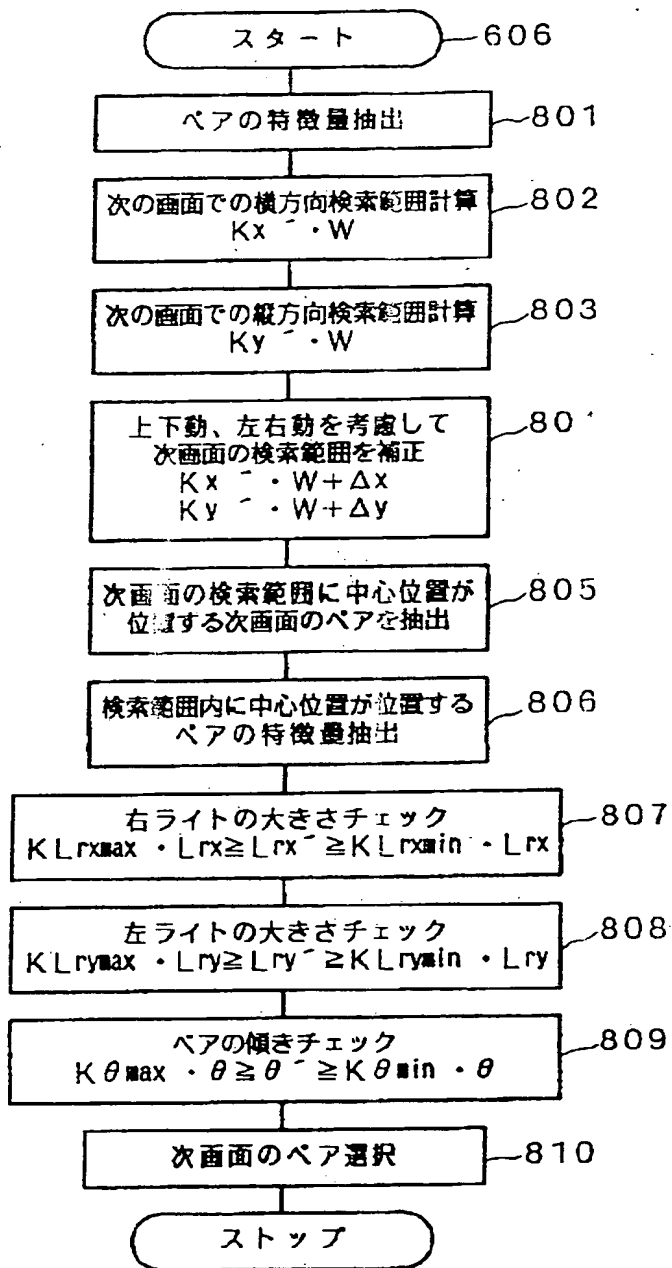 スタート 606
ペアの特徴量抽出 801
次の画面での横方向検索範囲計算 802
Kx´・W
次の画面での縦方向検索範囲計算 803
Ky´・W
上下動、左右動を考慮して 80
次画面の検索範囲を補正
Kx´・W+Δx
Ky´・W+Δy
次画面の検索範囲に中心位置が 805
位置する次画面のペアを抽出
検索範囲内に中心位置が位置する 806
ペアの特徴量抽出
右ライトの大きさチェック 807
KLrxmax・Lrx≧Lrx´≧KLrxmin・Lrx
左ライトの大きさチェック 808
KLrymax・Lry≧Lry´≧KLrymin・Lry
ペアの傾きチェック 809
Kθmax・θ≧θ´≧Kθmin・θ
次画面のペア選択 810
ストップ